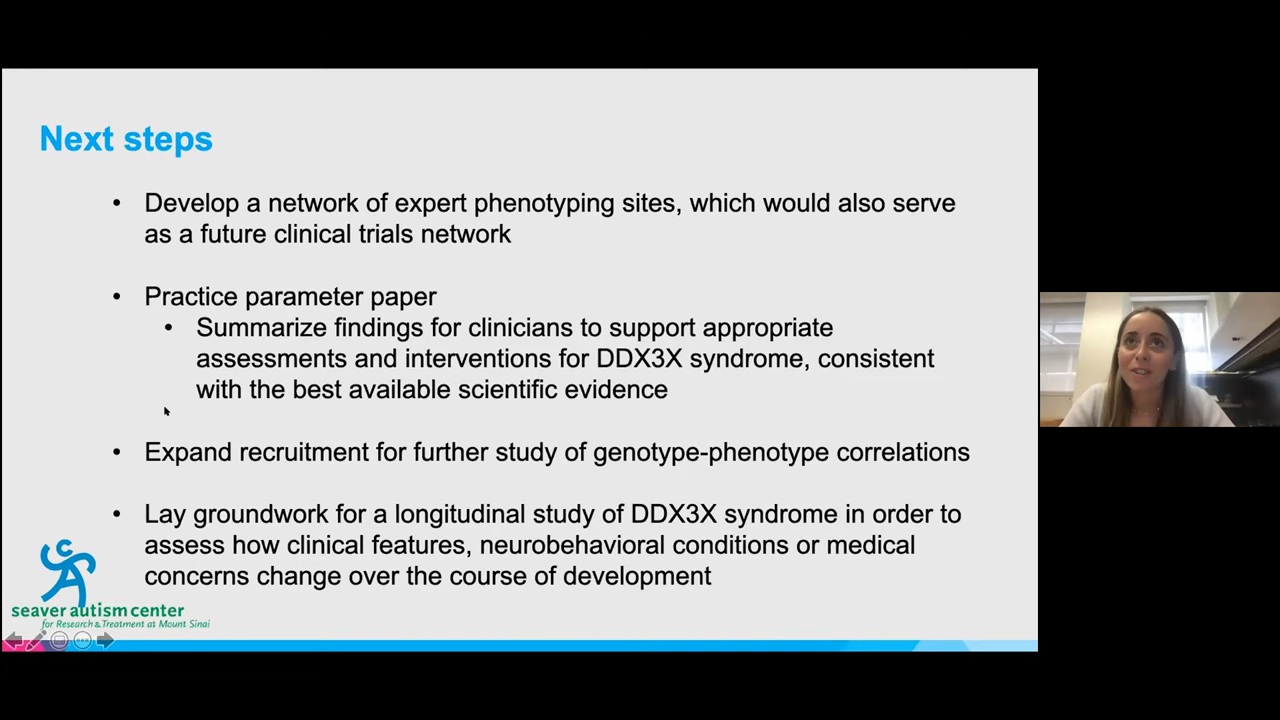 Next steps
• Develop a network of expert phenotyping sites, which would also serve
as a future clinical trials network
• Practice parameter paper
• Summarize findings for clinicians to support appropriate
assessments and interventions for DDX3X syndrome, consistent
with the best available scientific evidence
• Expand recruitment for further study of genotype-phenotype correlations
• Lay groundwork for a longitudinal study of DDX3X syndrome in order to
assess how clinical features, neurobehavioral conditions or medical
concerns change over the course of development
seaver autism center
for Research & Treatment at Mount Sinai